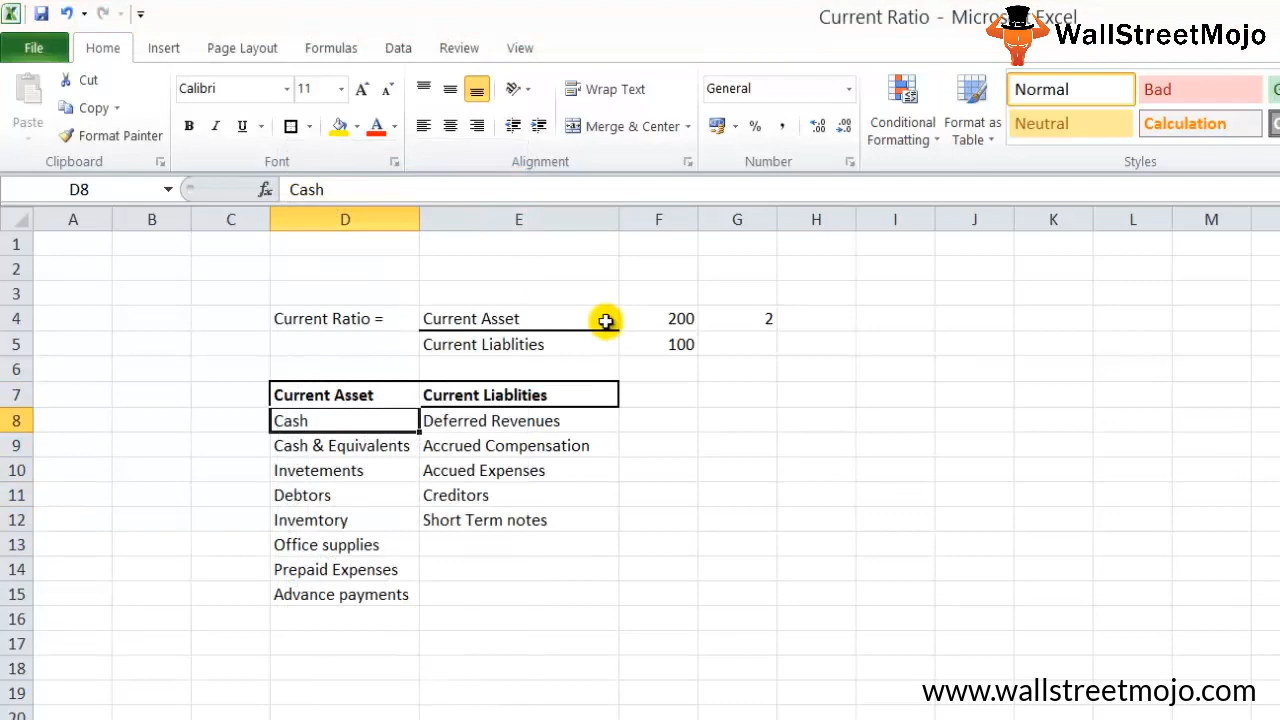 Current Ratio - Microsoft Excel
WallStreetMojo
File Home Insert Page Layout Formulas Data Review View
Cut
Copy
Format Painter
Paste
Clipboard
Calibri 11
B I U A
Font
Wrap Text
Merge & Center
Alignment
General
% ,
Number
Conditional Formatting
Format as Table
Normal Bad
Neutral Calculation
Styles
D8 fx Cash
A B C D E F G H I J K L M
1
2
3
4 Current Ratio = Current Asset 200 2
5 Current Liablities 100
6
7 Current Asset Current Liablities
8 Cash Deferred Revenues
9 Cash & Equivalents Accrued Compensation
10 Invetements Accued Expenses
11 Debtors Creditors
12 Invemtory Short Term notes
13 Office supplies
14 Prepaid Expenses
15 Advance payments
16
17
18
19
20
www.wallstreetmojo.com